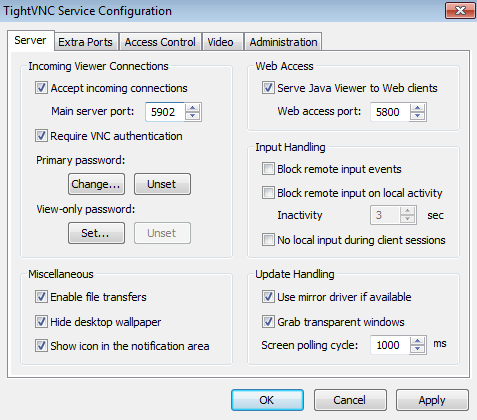 TightVNC Service Configuration
Server Extra Ports Access Control Video Administration
Incoming Viewer Connections
Accept incoming connections
Main server port: 5902
Require VNC authentication
Primary password:
Change... Unset
View-only password:
Set... Unset
Web Access
Serve Java Viewer to Web clients
Web access port: 5800
Input Handling
Block remote input events
Block remote input on local activity
Inactivity 3 sec
No local input during client sessions
Miscellaneous
Enable file transfers
Hide desktop wallpaper
Show icon in the notification area
Update Handling
Use mirror driver if available
Grab transparent windows
Screen polling cycle: 1000 ms
OK Cancel Apply